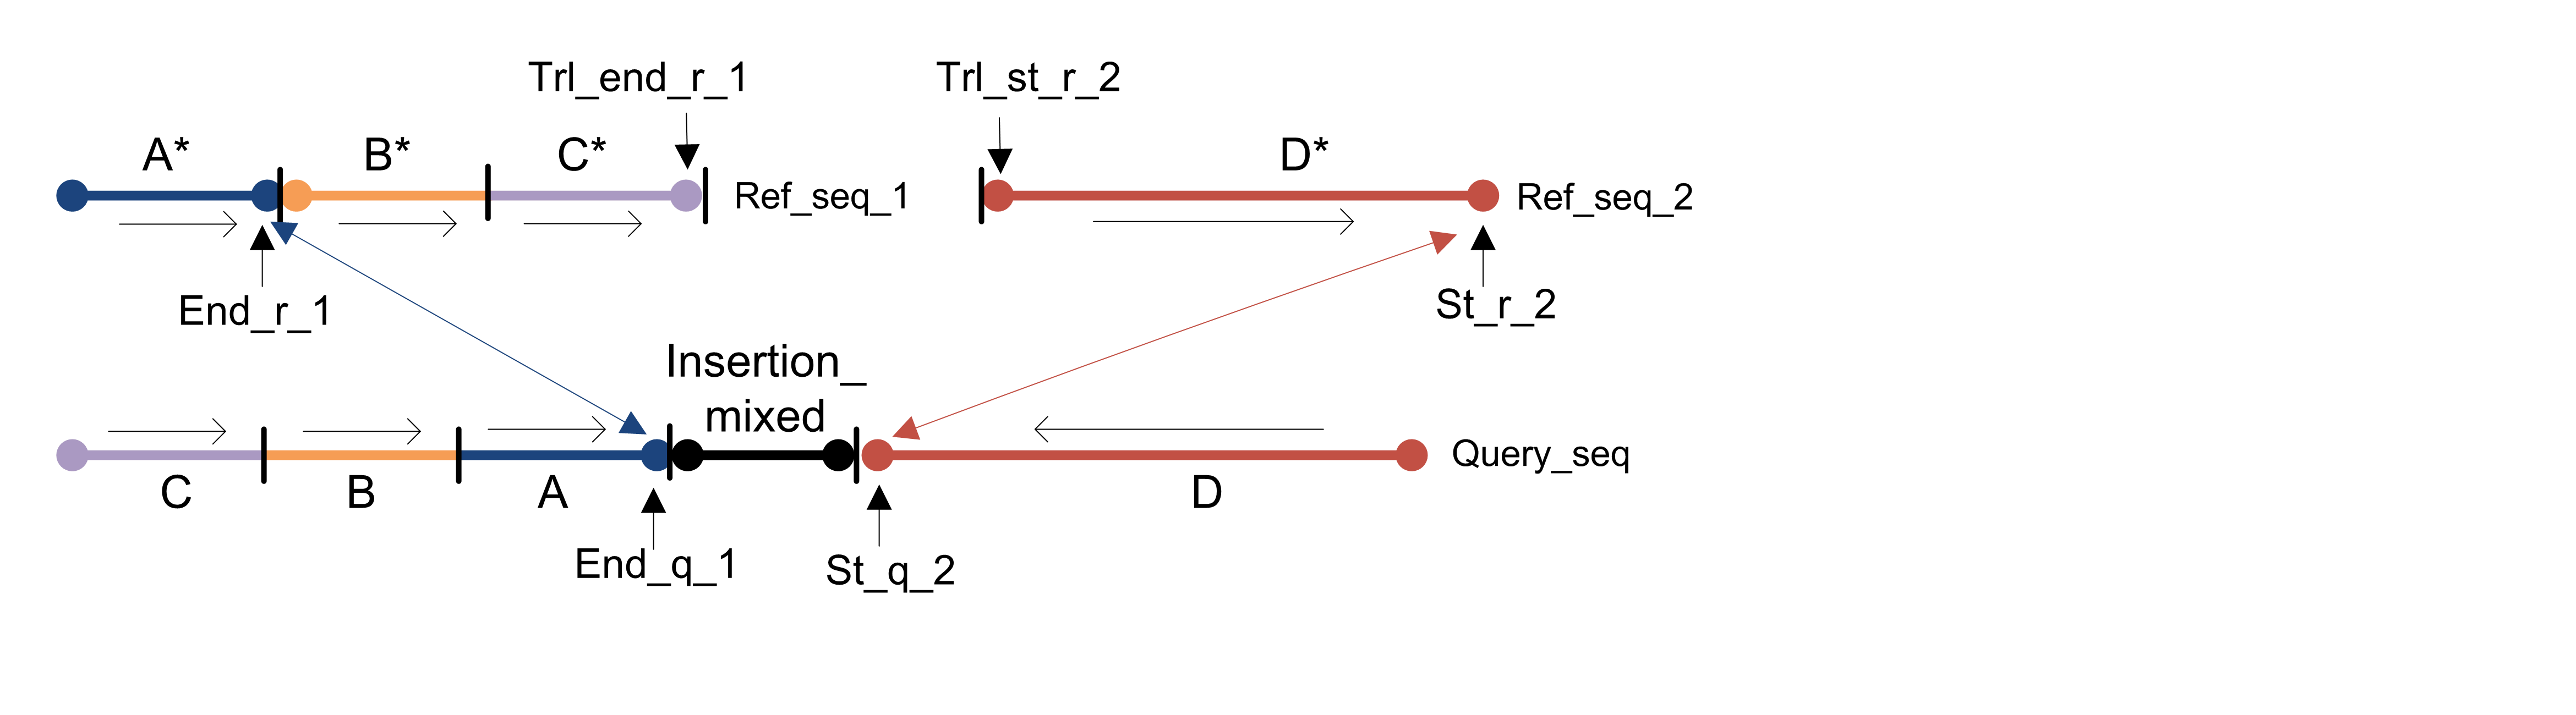 Trl_end_r_1
Trl_st_r_2
A*
B*
C*
D*
Ref_seq_1
Ref_seq_2
End_r_1
St_r_2
Insertion_
mixed
Query_seq
C
B
A
D
End_q_1
St_q_2